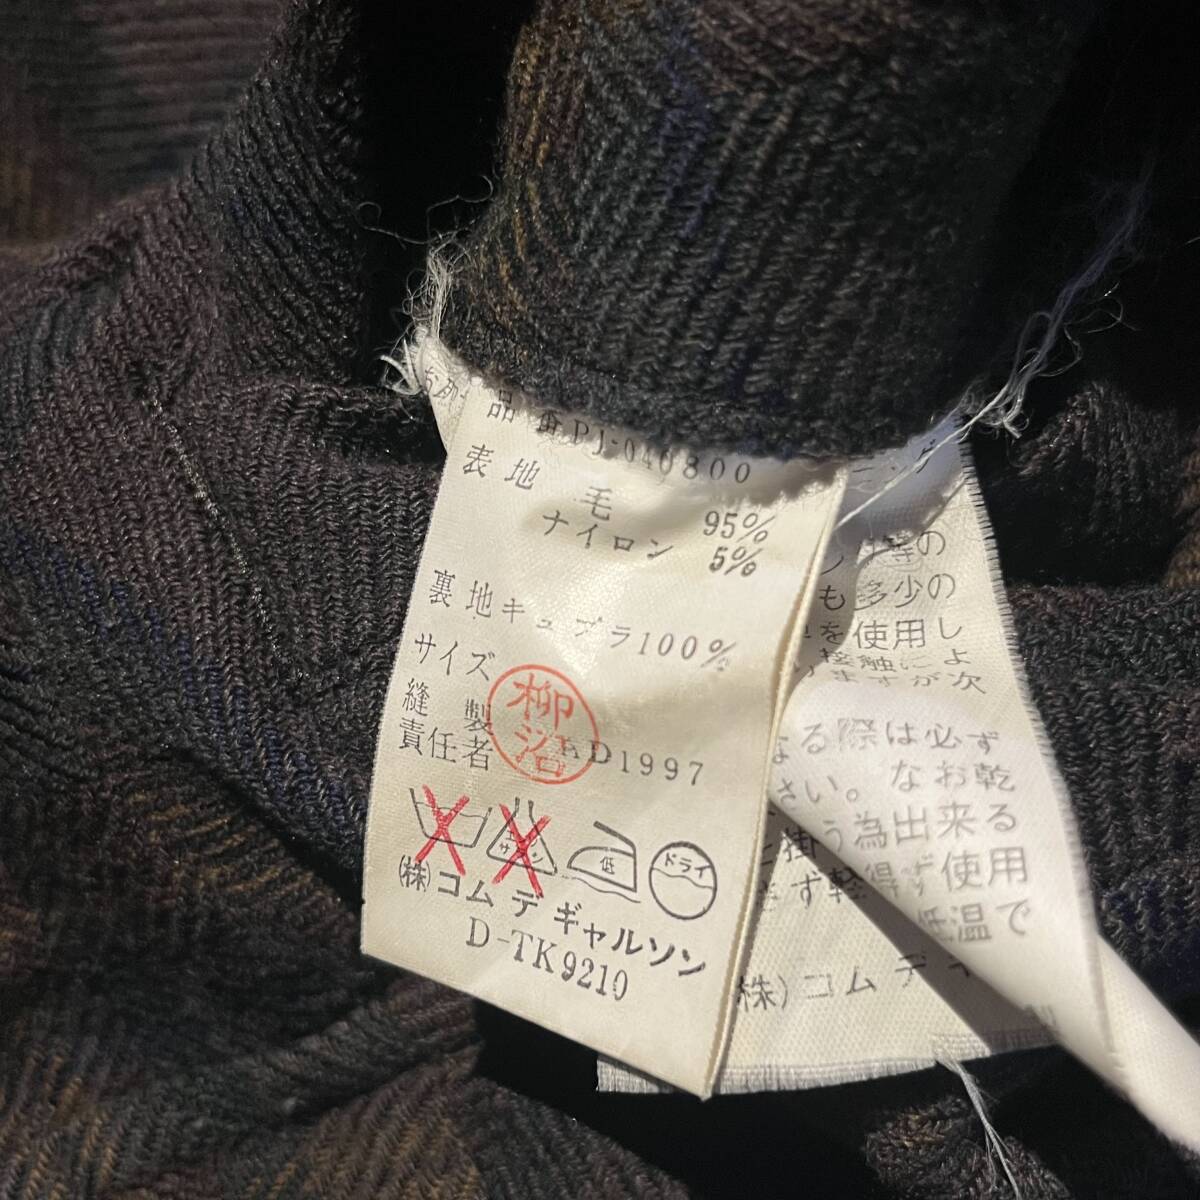 品番PJ-040800
表地 毛 95%
ナイロン 5%
裏地キュプラ100%
サイズ
縫製
責任者
柳沼
AD1997
低
ドライ
(株)コム デ ギャルソン
D-TK9210
等の
も多少の
を使用し
接触によ
ますが次
なる際は必ず
さい。なお乾
掛う為出来る
ず使用
低温で
株)コム デ